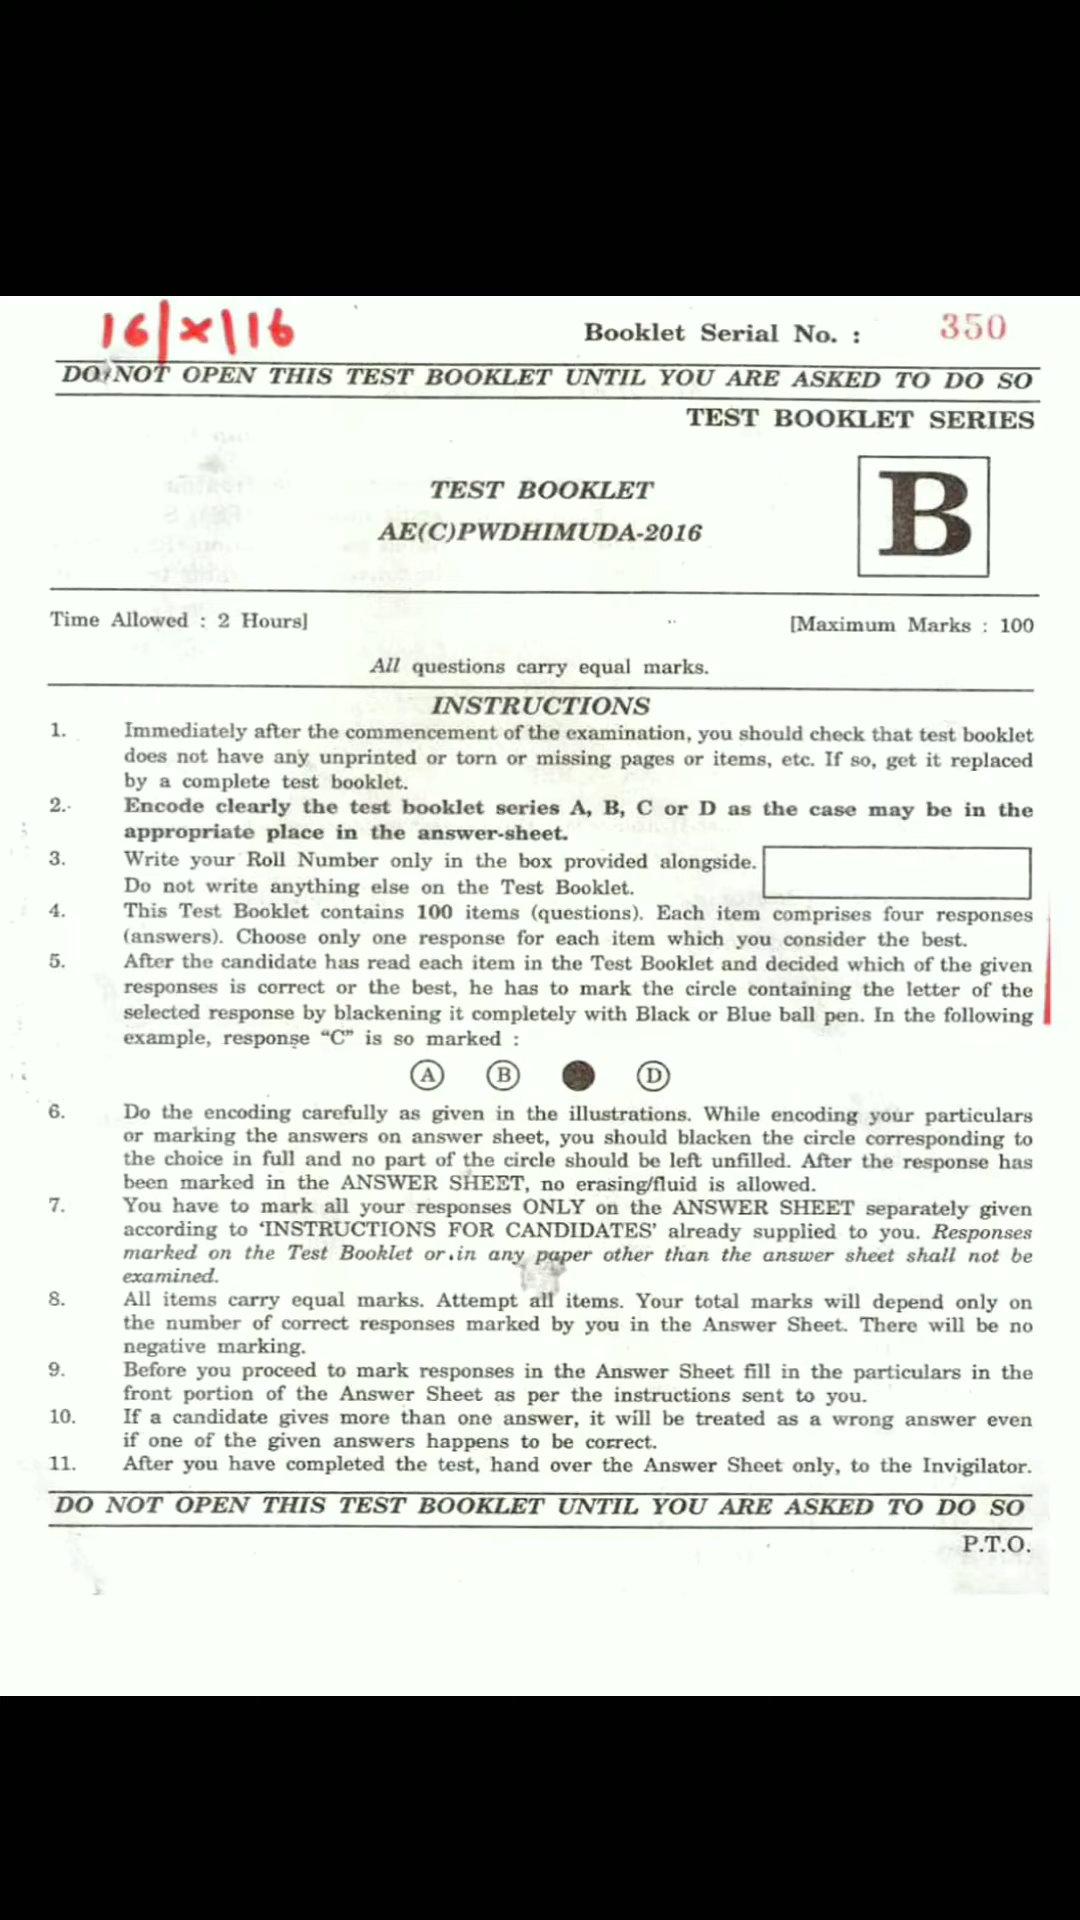 16/X/16
Booklet Serial No. : 350
DO NOT OPEN THIS TEST BOOKLET UNTIL YOU ARE ASKED TO DO SO
TEST BOOKLET SERIES
B
TEST BOOKLET
AE(C)PWDHIMUDA-2016
Time Allowed : 2 Hours] [Maximum Marks : 100
All questions carry equal marks.
INSTRUCTIONS
1. Immediately after the commencement of the examination, you should check that test booklet
does not have any unprinted or torn or missing pages or items, etc. If so, get it replaced
by a complete test booklet.
2. Encode clearly the test booklet series A, B, C or D as the case may be in the
appropriate place in the answer-sheet.
3. Write your Roll Number only in the box provided alongside.
Do not write anything else on the Test Booklet.
4. This Test Booklet contains 100 items (questions). Each item comprises four responses
(answers). Choose only one response for each item which you consider the best.
5. After the candidate has read each item in the Test Booklet and decided which of the given
responses is correct or the best, he has to mark the circle containing the letter of the
selected response by blackening it completely with Black or Blue ball pen. In the following
example, response “C” is so marked :
A B D
6. Do the encoding carefully as given in the illustrations. While encoding your particulars
or marking the answers on answer sheet, you should blacken the circle corresponding to
the choice in full and no part of the circle should be left unfilled. After the response has
been marked in the ANSWER SHEET, no erasing/fluid is allowed.
7. You have to mark all your responses ONLY on the ANSWER SHEET separately given
according to ‘INSTRUCTIONS FOR CANDIDATES’ already supplied to you. Responses
marked on the Test Booklet or in any paper other than the answer sheet shall not be
examined.
8. All items carry equal marks. Attempt all items. Your total marks will depend only on
the number of correct responses marked by you in the Answer Sheet. There will be no
negative marking.
9. Before you proceed to mark responses in the Answer Sheet fill in the particulars in the
front portion of the Answer Sheet as per the instructions sent to you.
10. If a candidate gives more than one answer, it will be treated as a wrong answer even
if one of the given answers happens to be correct.
11. After you have completed the test, hand over the Answer Sheet only, to the Invigilator.
DO NOT OPEN THIS TEST BOOKLET UNTIL YOU ARE ASKED TO DO SO
P.T.O.